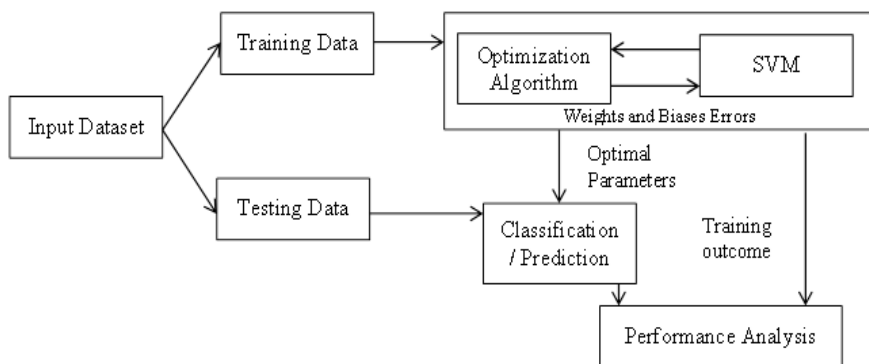 Training Data
Optimization
Algorithm
SVM
Weights and Biases Errors
Input Dataset
Optimal
Parameters
Testing Data
Classification
/ Prediction
Training
outcome
Performance Analysis